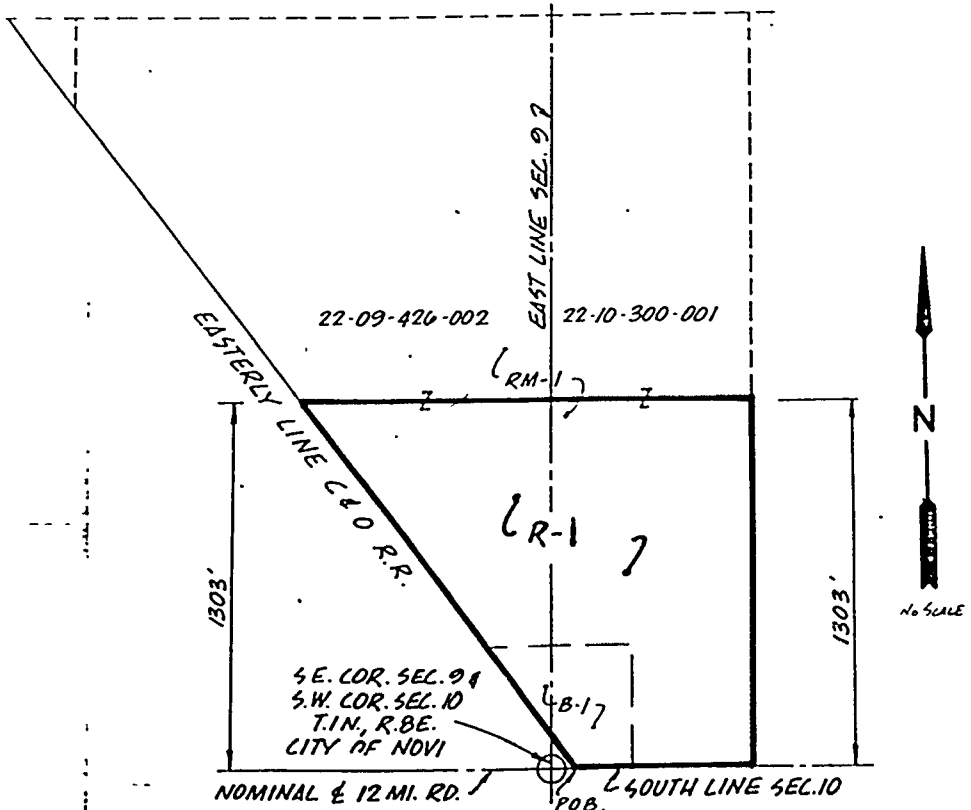 EAST LINE SEC. 9
22-09-426-002
22-10-300-001
EASTERLY LINE C&O R.R.
RM-1
Z
Z
N
NO SCALE
R-1
1303'
1303'
S.E. COR. SEC. 9 &
S.W. COR. SEC. 10
T.1N., R.8E.
CITY OF NOVI
B-1
NOMINAL ℄ 12 MI. RD.
P.O.B.
SOUTH LINE SEC. 10